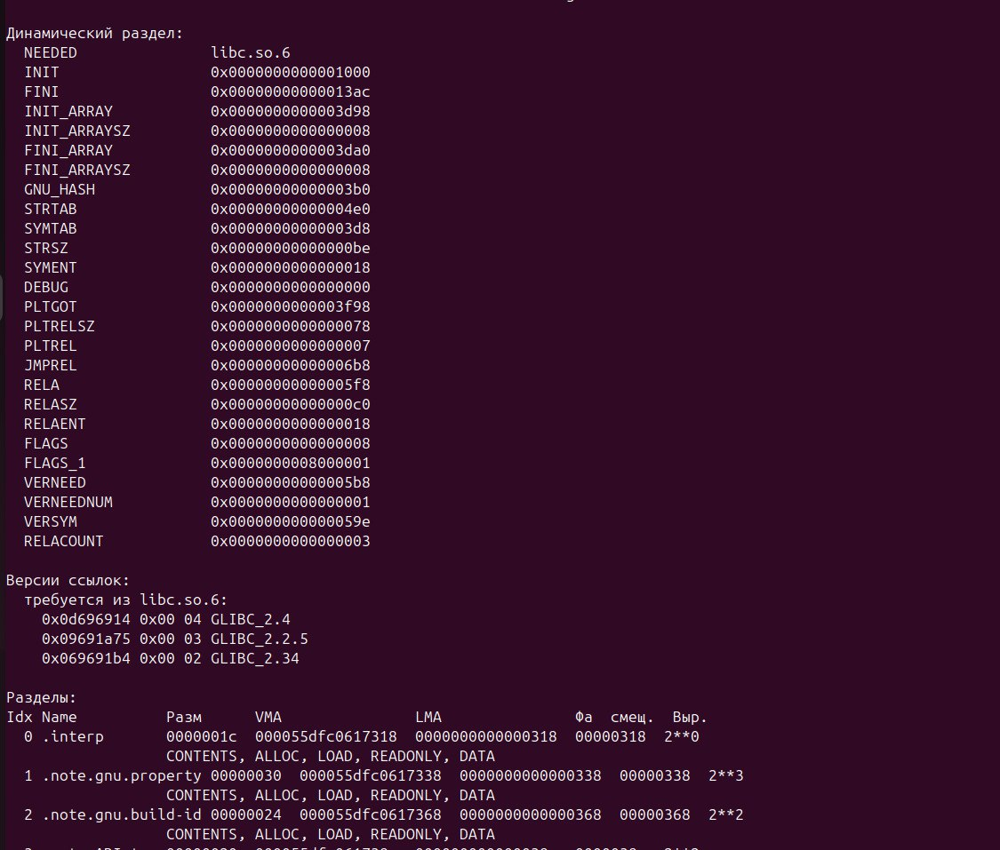 Динамический раздел:
NEEDED libc.so.6
INIT 0x0000000000001000
FINI 0x00000000000013ac
INIT_ARRAY 0x0000000000003d98
INIT_ARRAYSZ 0x0000000000000008
FINI_ARRAY 0x0000000000003da0
FINI_ARRAYSZ 0x0000000000000008
GNU_HASH 0x00000000000003b0
STRTAB 0x00000000000004e0
SYMTAB 0x00000000000003d8
STRSZ 0x00000000000000be
SYMENT 0x0000000000000018
DEBUG 0x0000000000000000
PLTGOT 0x0000000000003f98
PLTRELSZ 0x0000000000000078
PLTREL 0x0000000000000007
JMPREL 0x00000000000006b8
RELA 0x00000000000005f8
RELASZ 0x00000000000000c0
RELAENT 0x0000000000000018
FLAGS 0x0000000000000008
FLAGS_1 0x0000000008000001
VERNEED 0x00000000000005b8
VERNEEDNUM 0x0000000000000001
VERSYM 0x000000000000059e
RELACOUNT 0x0000000000000003
Версии ссылок:
требуется из libc.so.6:
0x0d696914 0x00 04 GLIBC_2.4
0x09691a75 0x00 03 GLIBC_2.2.5
0x069691b4 0x00 02 GLIBC_2.34
Разделы:
Idx Name Разм VMA LMA Фа смещ. Выр.
0 .interp 0000001c 000055dfc0617318 0000000000000318 00000318 2**0
CONTENTS, ALLOC, LOAD, READONLY, DATA
1 .note.gnu.property 00000030 000055dfc0617338 0000000000000338 00000338 2**3
CONTENTS, ALLOC, LOAD, READONLY, DATA
2 .note.gnu.build-id 00000024 000055dfc0617368 0000000000000368 00000368 2**2
CONTENTS, ALLOC, LOAD, READONLY, DATA